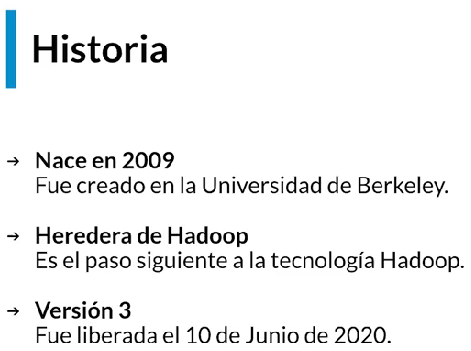 Historia
→ Nace en 2009
Fue creado en la Universidad de Berkeley.
→ Heredera de Hadoop
Es el paso siguiente a la tecnología Hadoop.
→ Versión 3
Fue liberada el 10 de Junio de 2020.